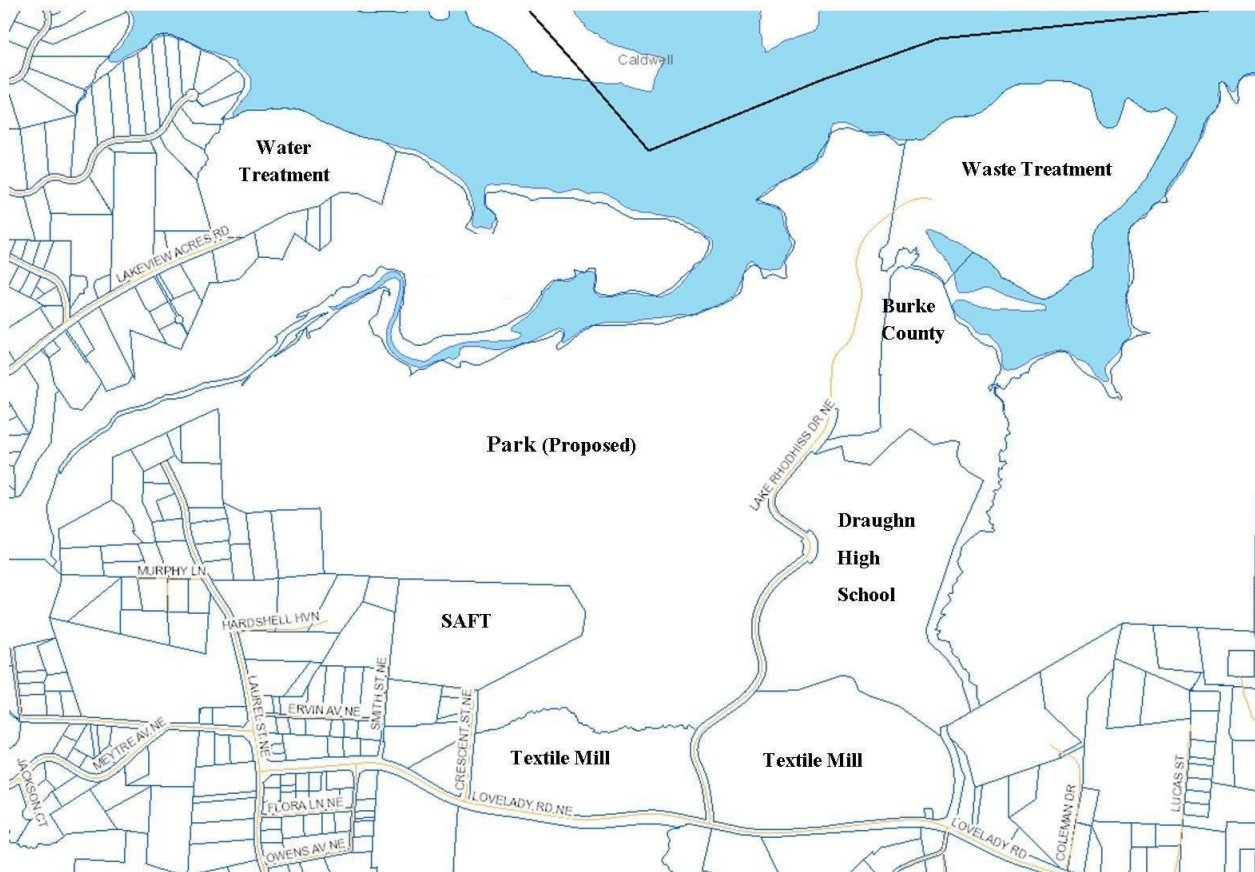 Caldwell
Water
Treatment
Waste Treatment
LAKEVIEW ACRES RD
Burke
County
LAKE RHODHISS DR NE
Park (Proposed)
Draughn
High
School
MURPHY LN
HARDSHELL HVN
SAFT
LAUREL ST NE
ERVIN AV NE
SMITH ST NE
CRESCENT ST NE
MEYTRE AV NE
JACKSON CT
Textile Mill
Textile Mill
FLORA LN NE
LOVELADY RD NE
LOVELADY RD
COLEMAN DR
LUCAS ST
OWENS AV NE